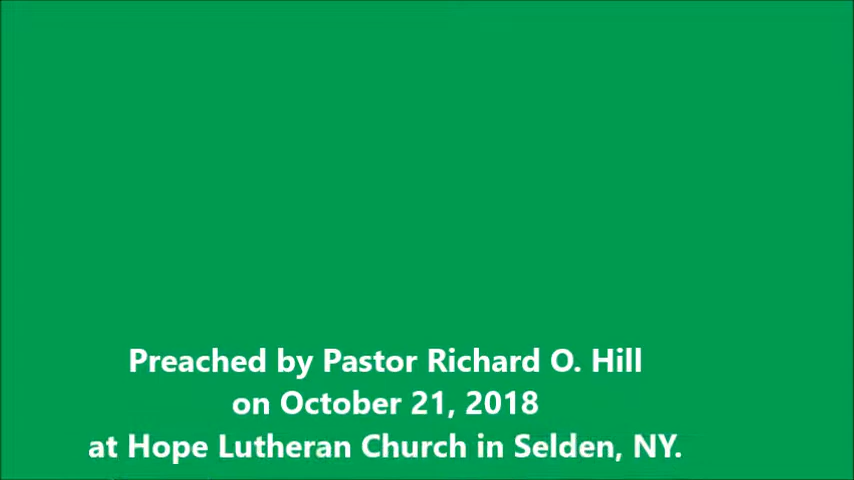 Preached by Pastor Richard O. Hill
on October 21, 2018
at Hope Lutheran Church in Selden, NY.